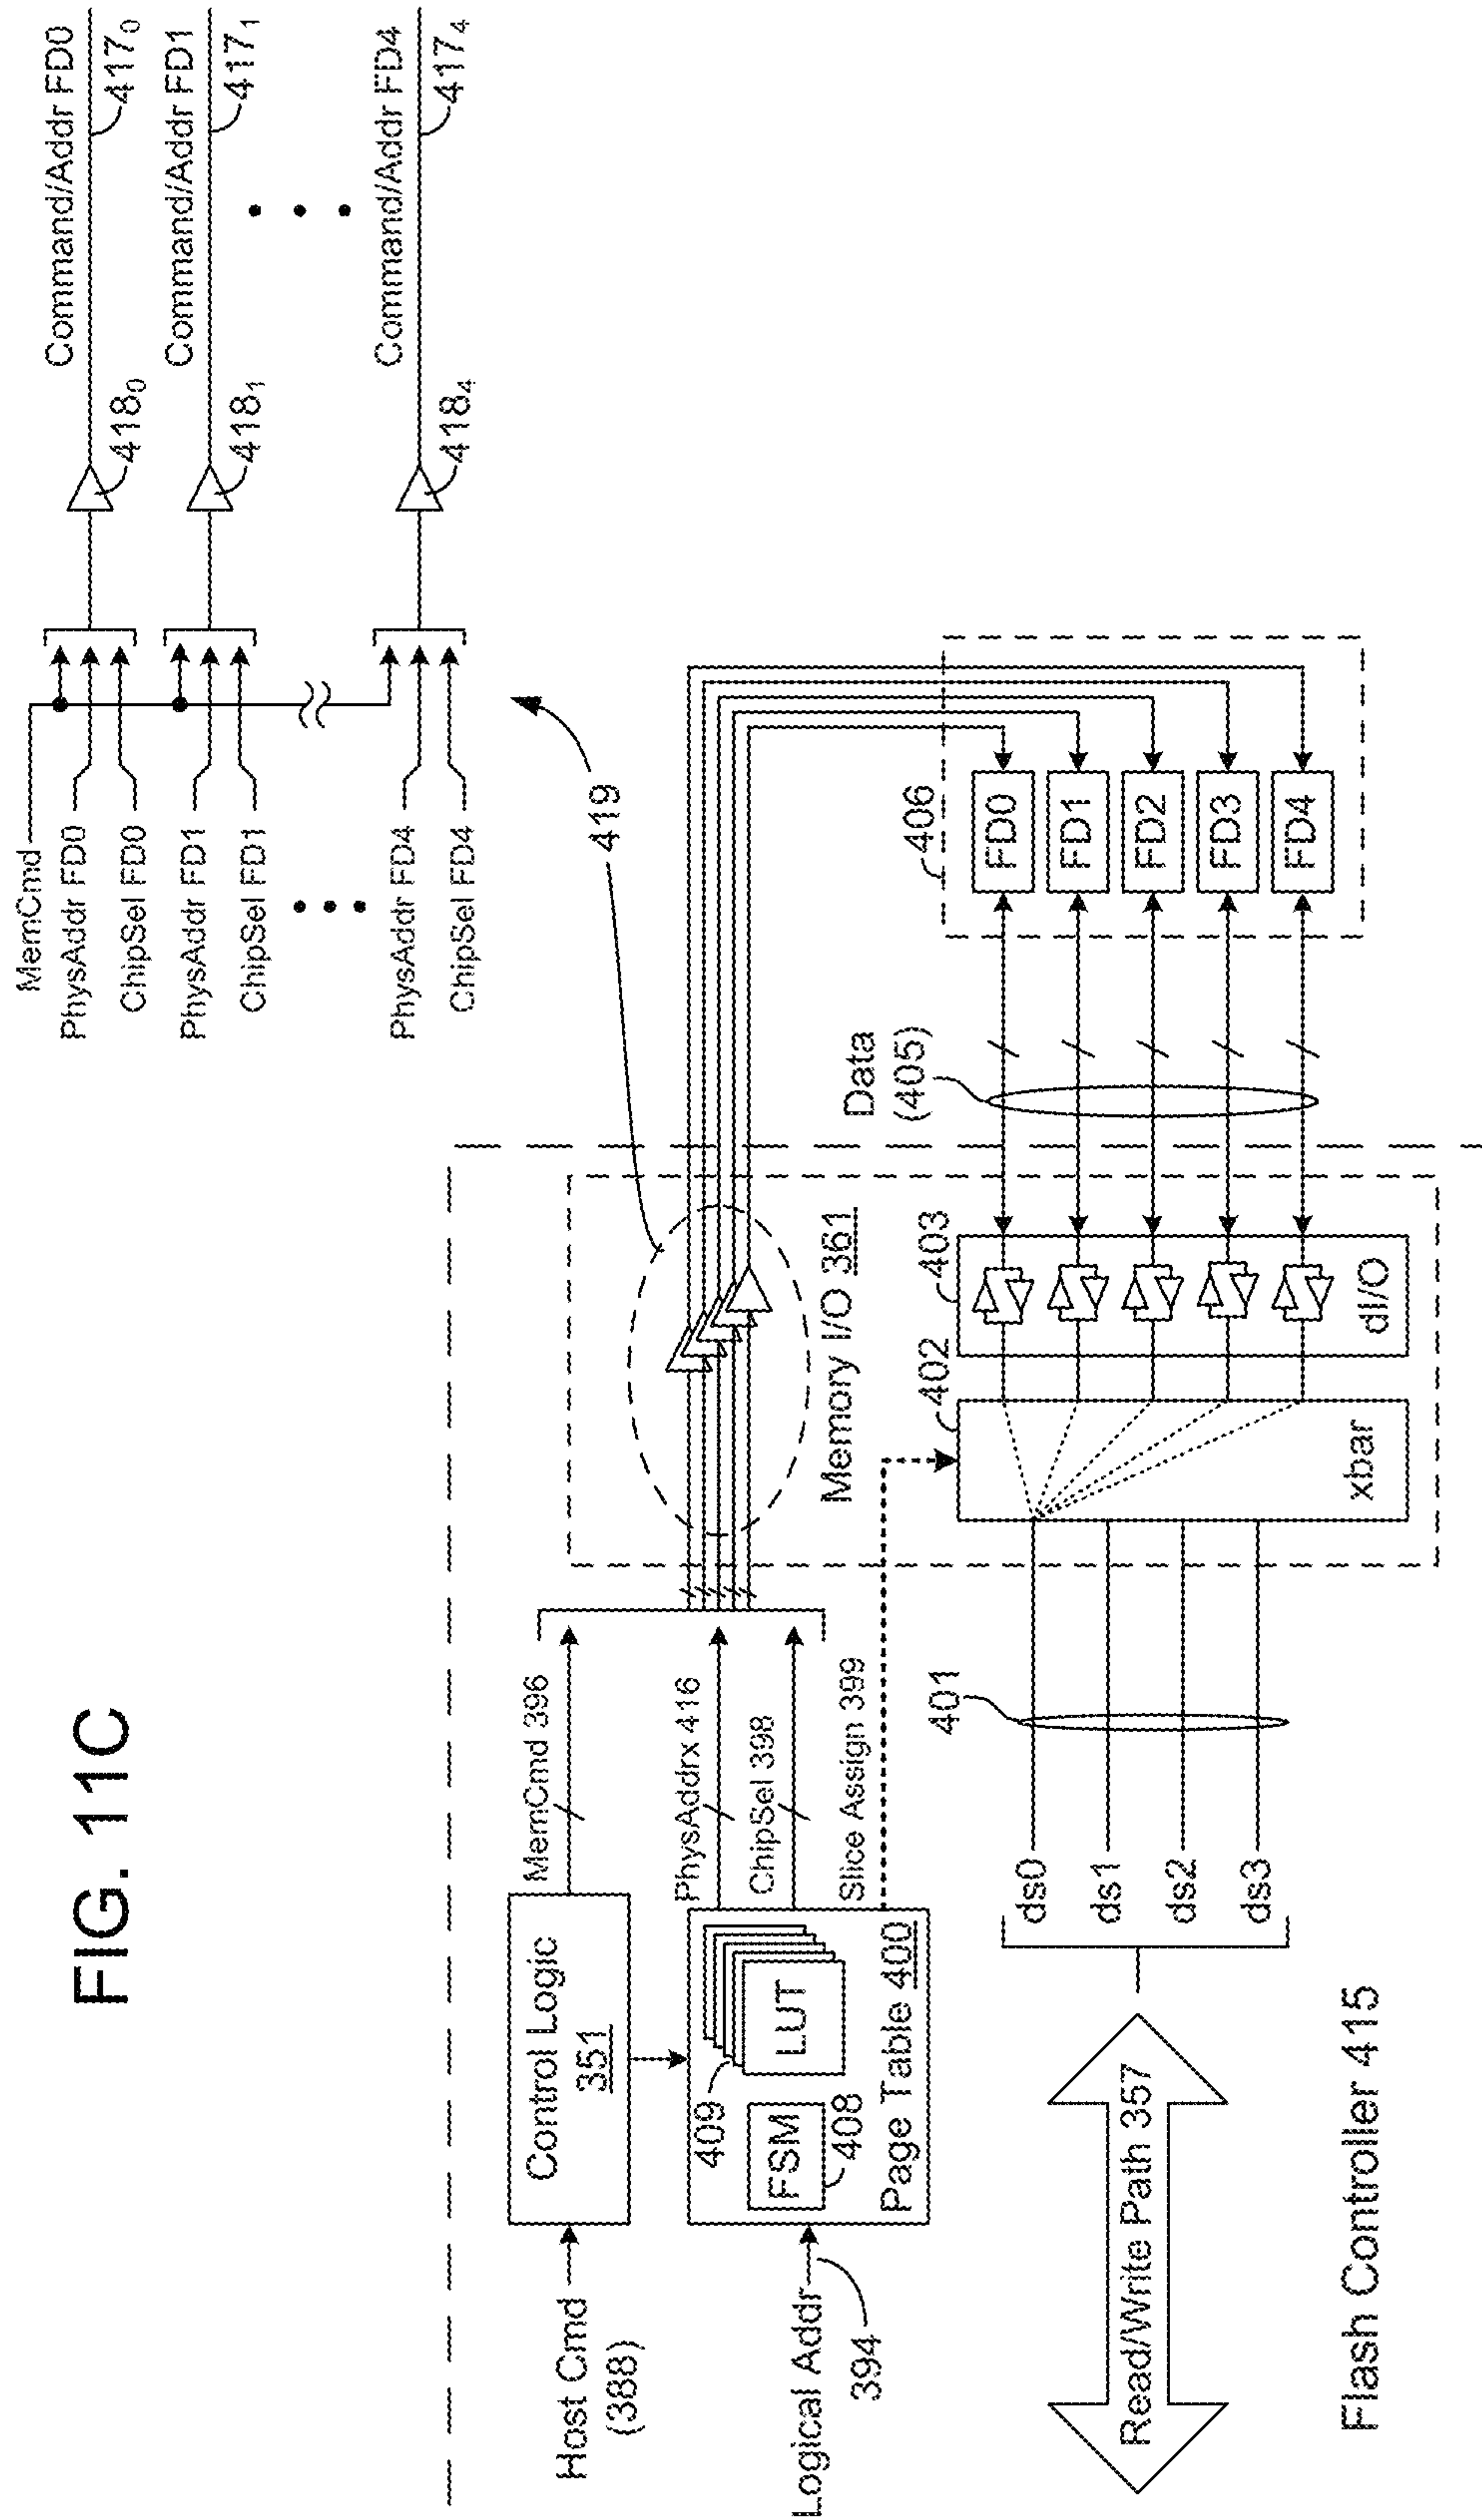 FIG. 11C
MemCmd
PhysAddr FD0
ChipSel FD0
PhysAddr FD1
ChipSel FD1
PhysAddr FD4
ChipSel FD4
418₀
418₁
418₄
Command/Addr FD0
417₀
Command/Addr FD1
417₁
Command/Addr FD4
417₄
419
Host Cmd
(388)
Control Logic
351
MemCmd 396
Logical Addr
394
FSM
408
409
LUT
Page Table 400
PhysAddrx 416
ChipSel 398
Slice Assign 399
Memory I/O 361
Read/Write Path 357
ds0
ds1
ds2
ds3
401
402
xbar
403
dI/O
Data
(405)
406
FD0
FD1
FD2
FD3
FD4
Flash Controller 415